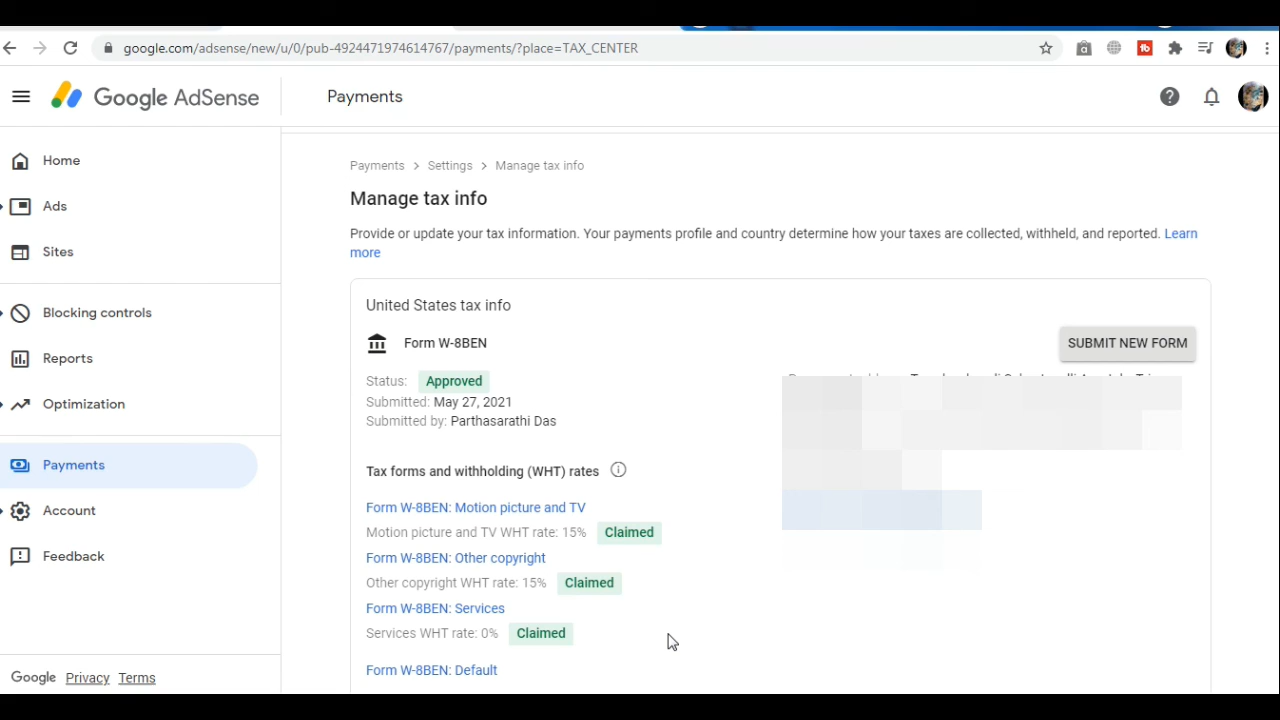 google.com/adsense/new/u/0/pub-4924471974614767/payments/?place=TAX_CENTER
Google AdSense
Payments
Home
Ads
Sites
Blocking controls
Reports
Optimization
Payments
Account
Feedback
Google Privacy Terms
Payments > Settings > Manage tax info
Manage tax info
Provide or update your tax information. Your payments profile and country determine how your taxes are collected, withheld, and reported. Learn
more
United States tax info
Form W-8BEN
SUBMIT NEW FORM
Status: Approved
Submitted: May 27, 2021
Submitted by: Parthasarathi Das
Tax forms and withholding (WHT) rates
Form W-8BEN: Motion picture and TV
Motion picture and TV WHT rate: 15% Claimed
Form W-8BEN: Other copyright
Other copyright WHT rate: 15% Claimed
Form W-8BEN: Services
Services WHT rate: 0% Claimed
Form W-8BEN: Default